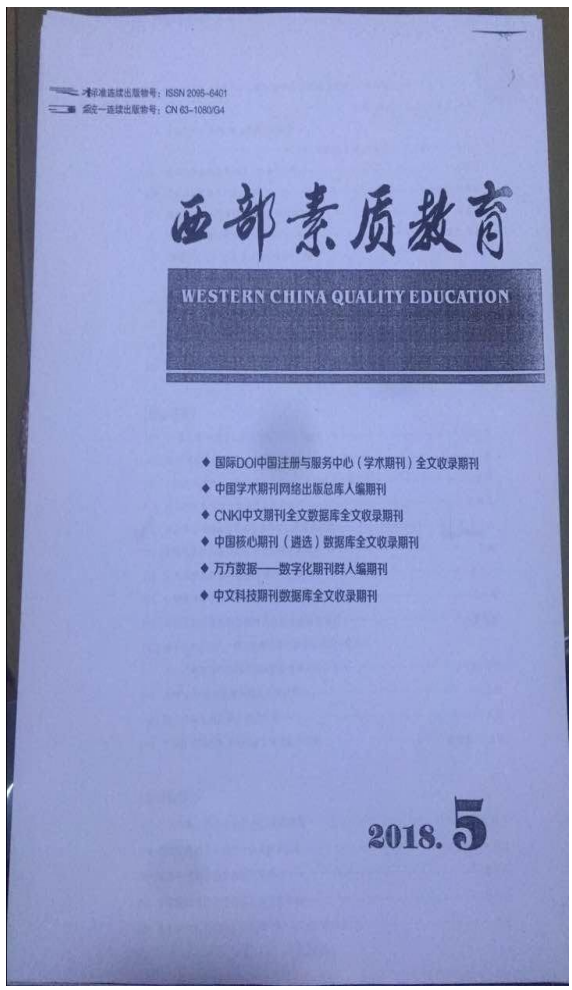 标准连续出版物号：ISSN 2095-6401
一连续出版物号：CN 63-1080/G4
西部素质教育
WESTERN CHINA QUALITY EDUCATION
◆ 国际DOI中国注册与服务中心（学术期刊）全文收录期刊
◆ 中国学术期刊网络出版总库人编期刊
◆ CNKI中文期刊全文数据库全文收录期刊
◆ 中国核心期刊（遴选）数据库全文收录期刊
◆ 万方数据——数字化期刊群人编期刊
◆ 中文科技期刊数据库全文收录期刊
2018.5